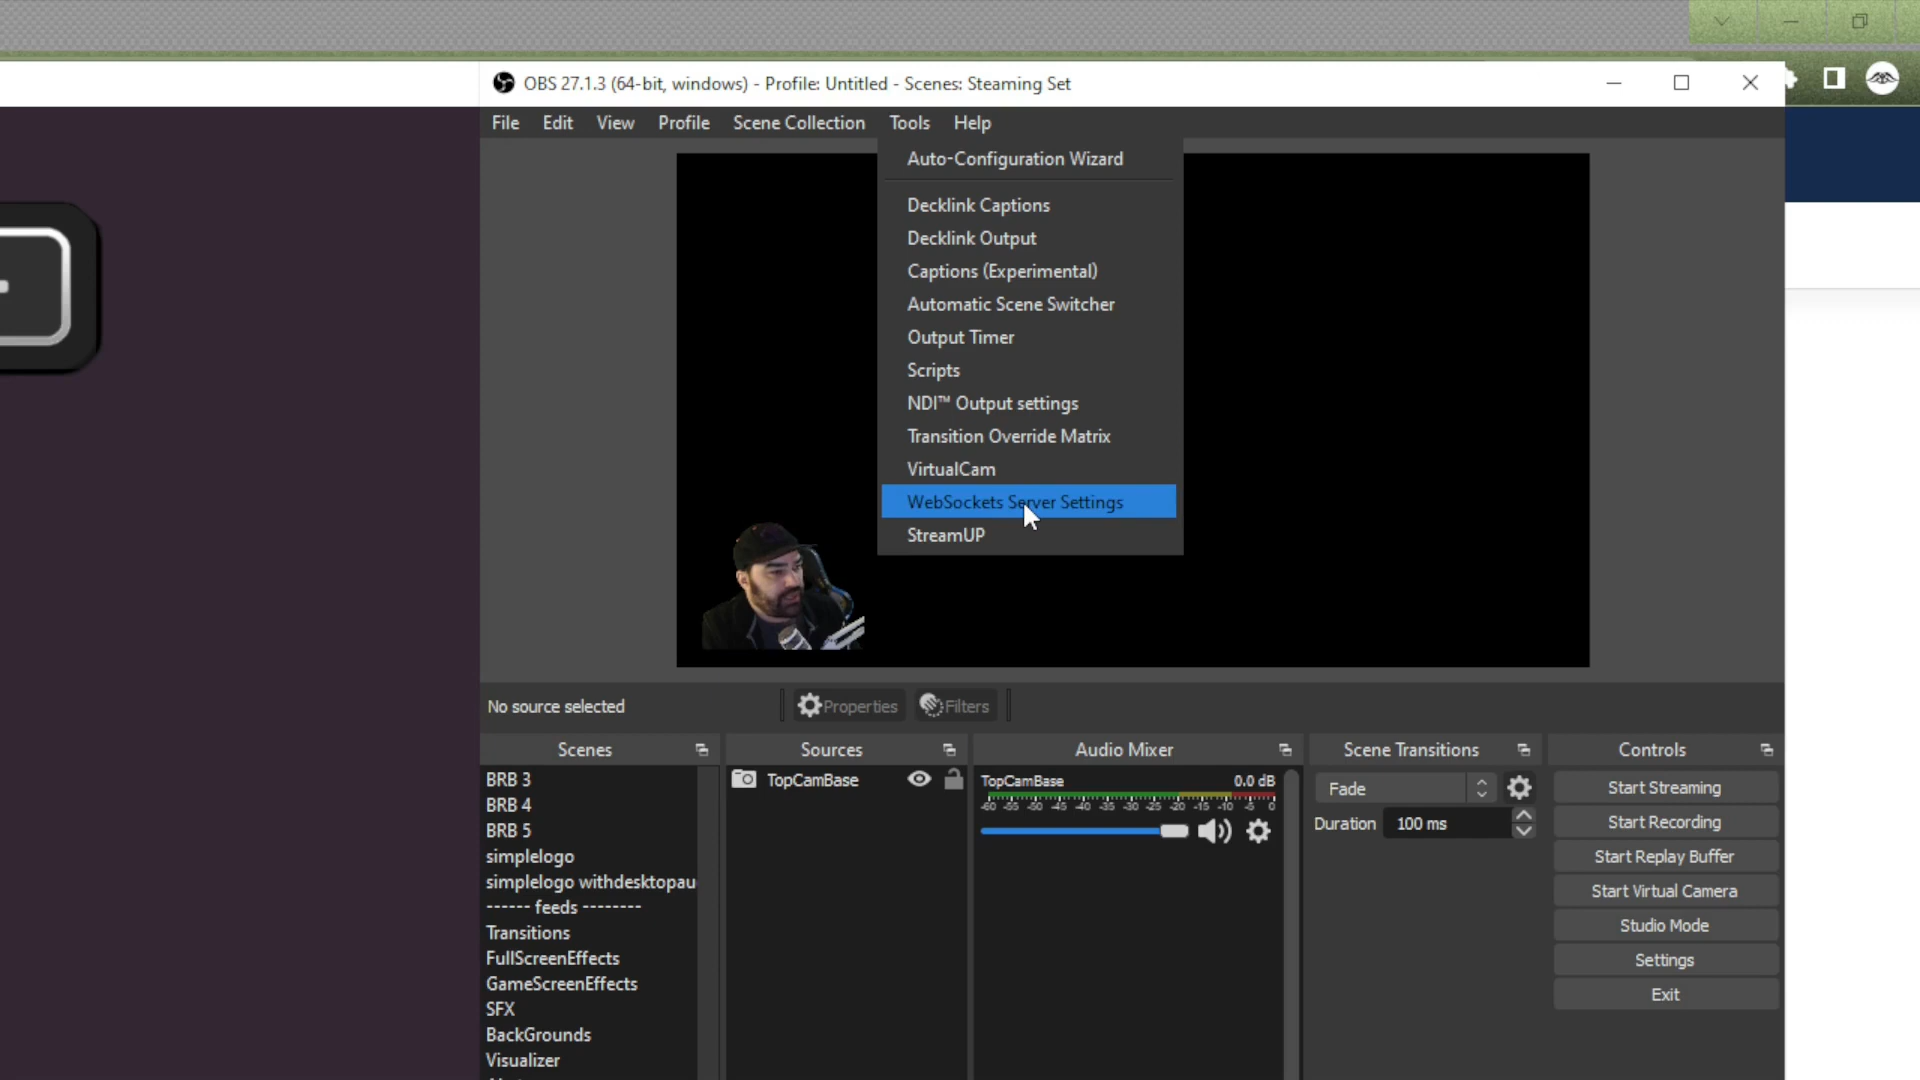 OBS 27.1.3 (64-bit, windows) - Profile: Untitled - Scenes: Steaming Set
File Edit View Profile Scene Collection Tools Help
Auto-Configuration Wizard
Decklink Captions
Decklink Output
Captions (Experimental)
Automatic Scene Switcher
Output Timer
Scripts
NDI™ Output settings
Transition Override Matrix
VirtualCam
WebSockets Server Settings
StreamUP
No source selected
Properties
Filters
Scenes
BRB 3
BRB 4
BRB 5
simplelogo
simplelogo withdesktopau
------ feeds --------
Transitions
FullScreenEffects
GameScreenEffects
SFX
BackGrounds
Visualizer
Sources
TopCamBase
Audio Mixer
TopCamBase 0.0 dB
-60 -55 -50 -45 -40 -35 -30 -25 -20 -15 -10 -5 0
Scene Transitions
Fade
Duration 100 ms
Controls
Start Streaming
Start Recording
Start Replay Buffer
Start Virtual Camera
Studio Mode
Settings
Exit